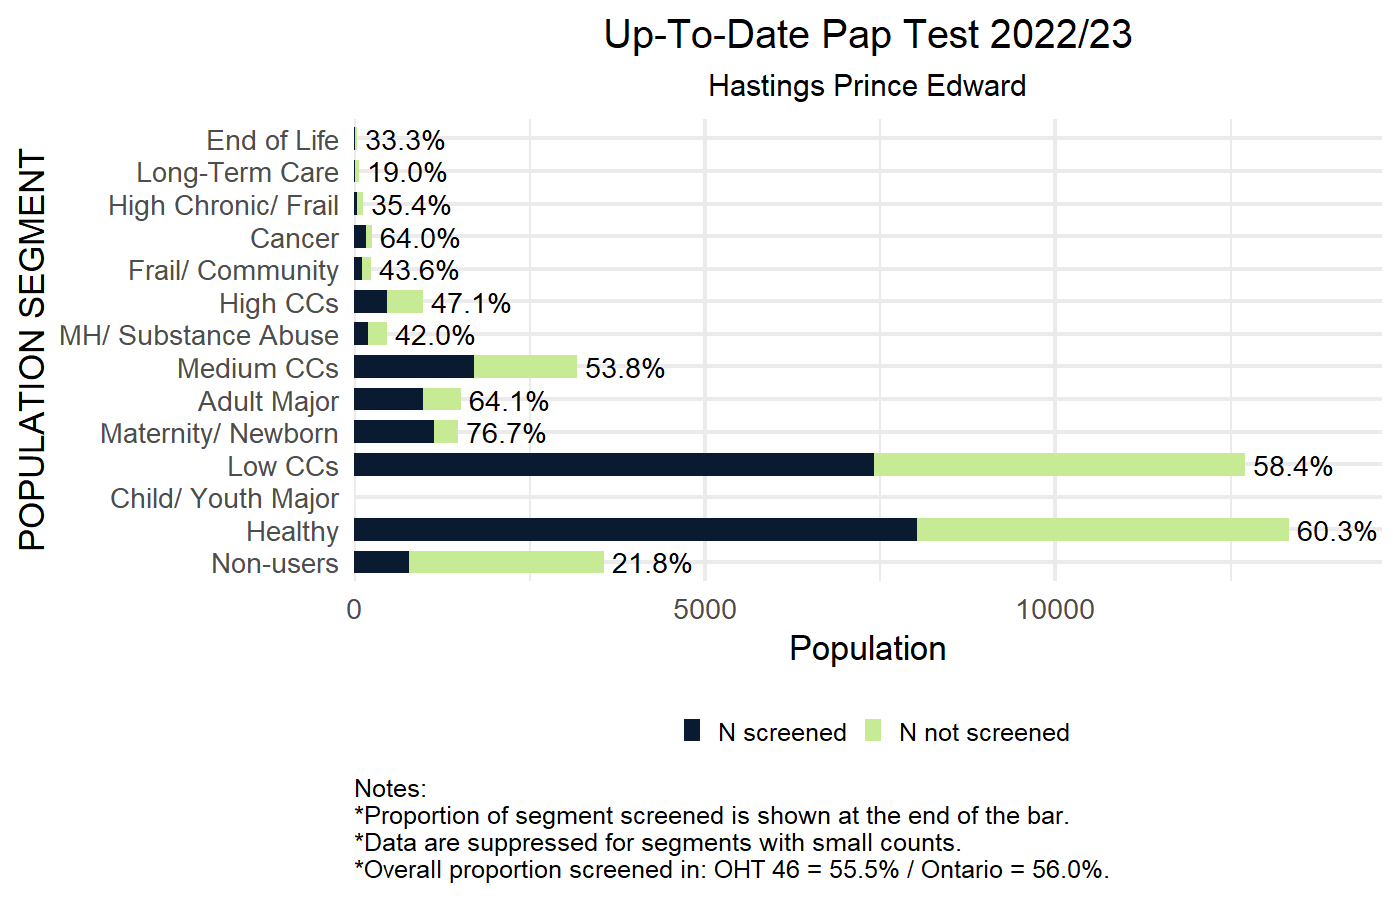 Up-To-Date Pap Test 2022/23
Hastings Prince Edward
POPULATION SEGMENT
End of Life 33.3%
Long-Term Care 19.0%
High Chronic/ Frail 35.4%
Cancer 64.0%
Frail/ Community 43.6%
High CCs 47.1%
MH/ Substance Abuse 42.0%
Medium CCs 53.8%
Adult Major 64.1%
Maternity/ Newborn 76.7%
Low CCs 58.4%
Child/ Youth Major
Healthy 60.3%
Non-users 21.8%
0 5000 10000
Population
N screened N not screened
Notes:
*Proportion of segment screened is shown at the end of the bar.
*Data are suppressed for segments with small counts.
*Overall proportion screened in: OHT 46 = 55.5% / Ontario = 56.0%.